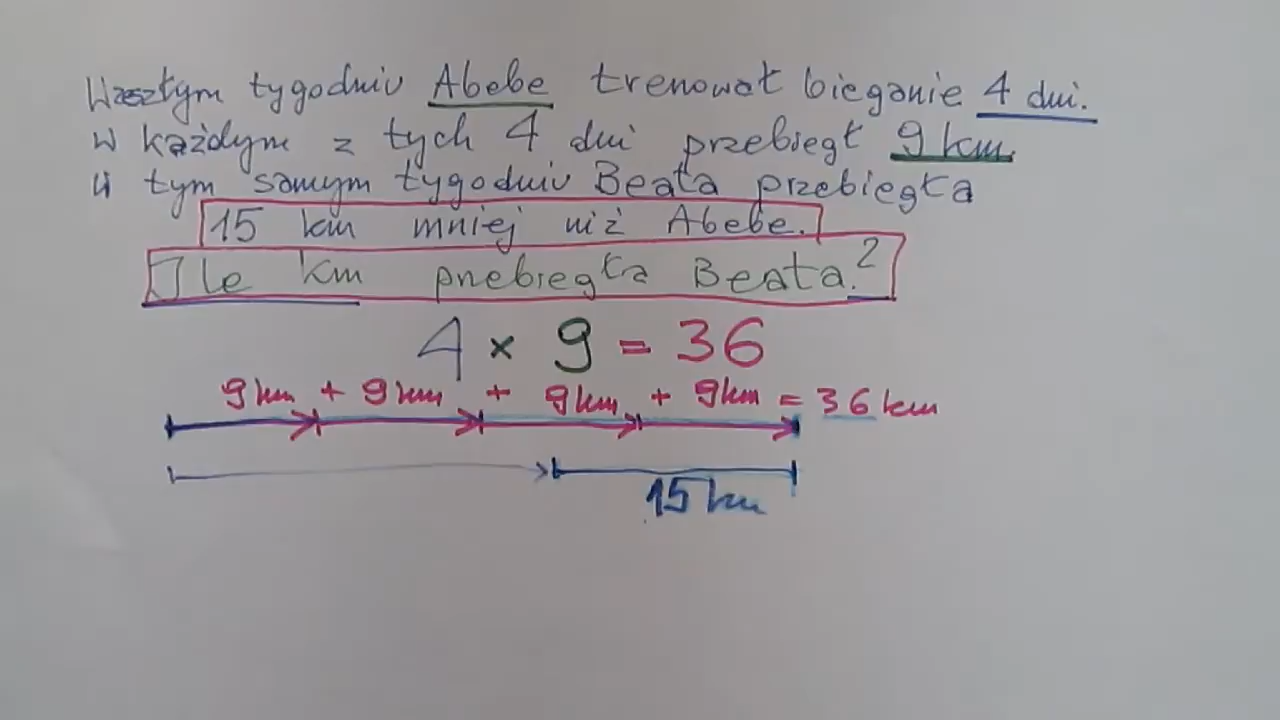 W zeszłym tygodniu Abebe trenował bieganie 4 dni.
W każdym z tych 4 dni przebiegł 9 km.
W tym samym tygodniu Beata przebiegła
15 km mniej niż Abebe.
Ile km przebiegła Beata?
4 × 9 = 36
9 km + 9 km + 9 km + 9 km = 36 km
15 km